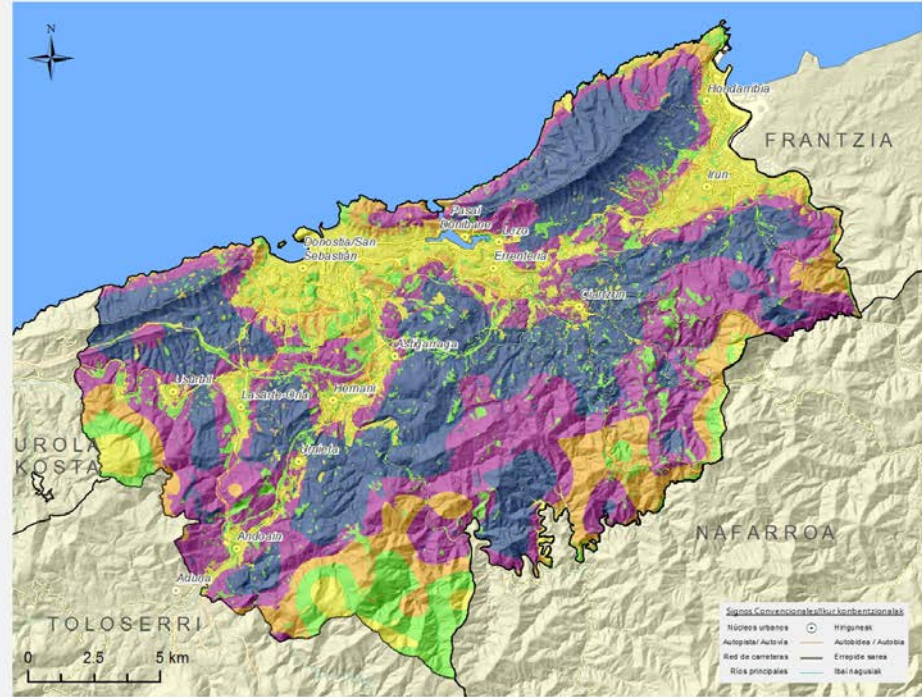 N
Hondarribia
FRANTZIA
Irun
Pasai
Donibane
Lezo
Donostia/San
Sebastián
Errenteria
Oiartzun
Astigarraga
Usurbil
Lasarte-Oria
Hernani
UROLA
KOSTA
Urnieta
NAFARROA
Andoain
Aduna
TOLOSERRI
0 2.5 5 km
Signos Convencionales/Ikur konbentzionalak
Núcleos urbanos Hiriguneak
Autopista/ Autovía Autobidea / Autobia
Red de carreteras Errepide sarea
Ríos principales Ibai nagusiak